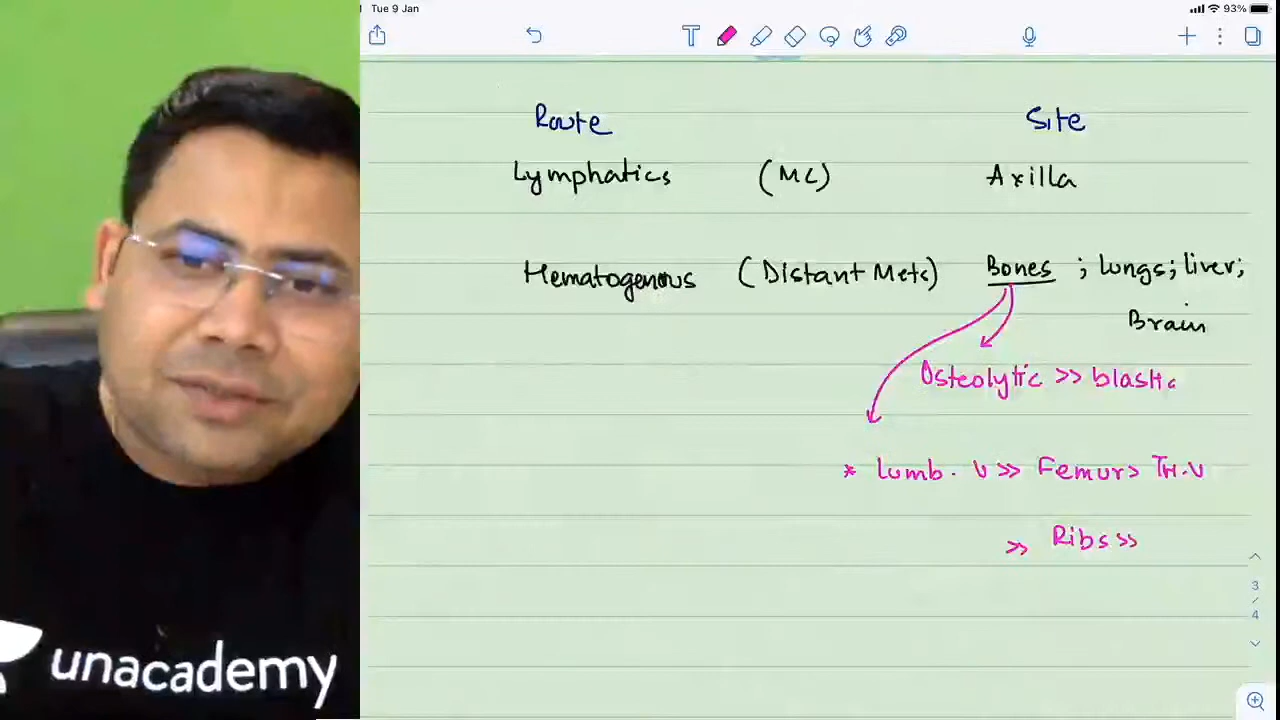 Tue 9 Jan
93%
T
Route Site
Lymphatics (MC) Axilla
Hematogenous (Distant Mets) Bones ; lungs; liver;
Brain
Osteolytic >> blastic
* Lumb. V >> Femur > TH.V
>> Ribs >>
3
/
4
unacademy